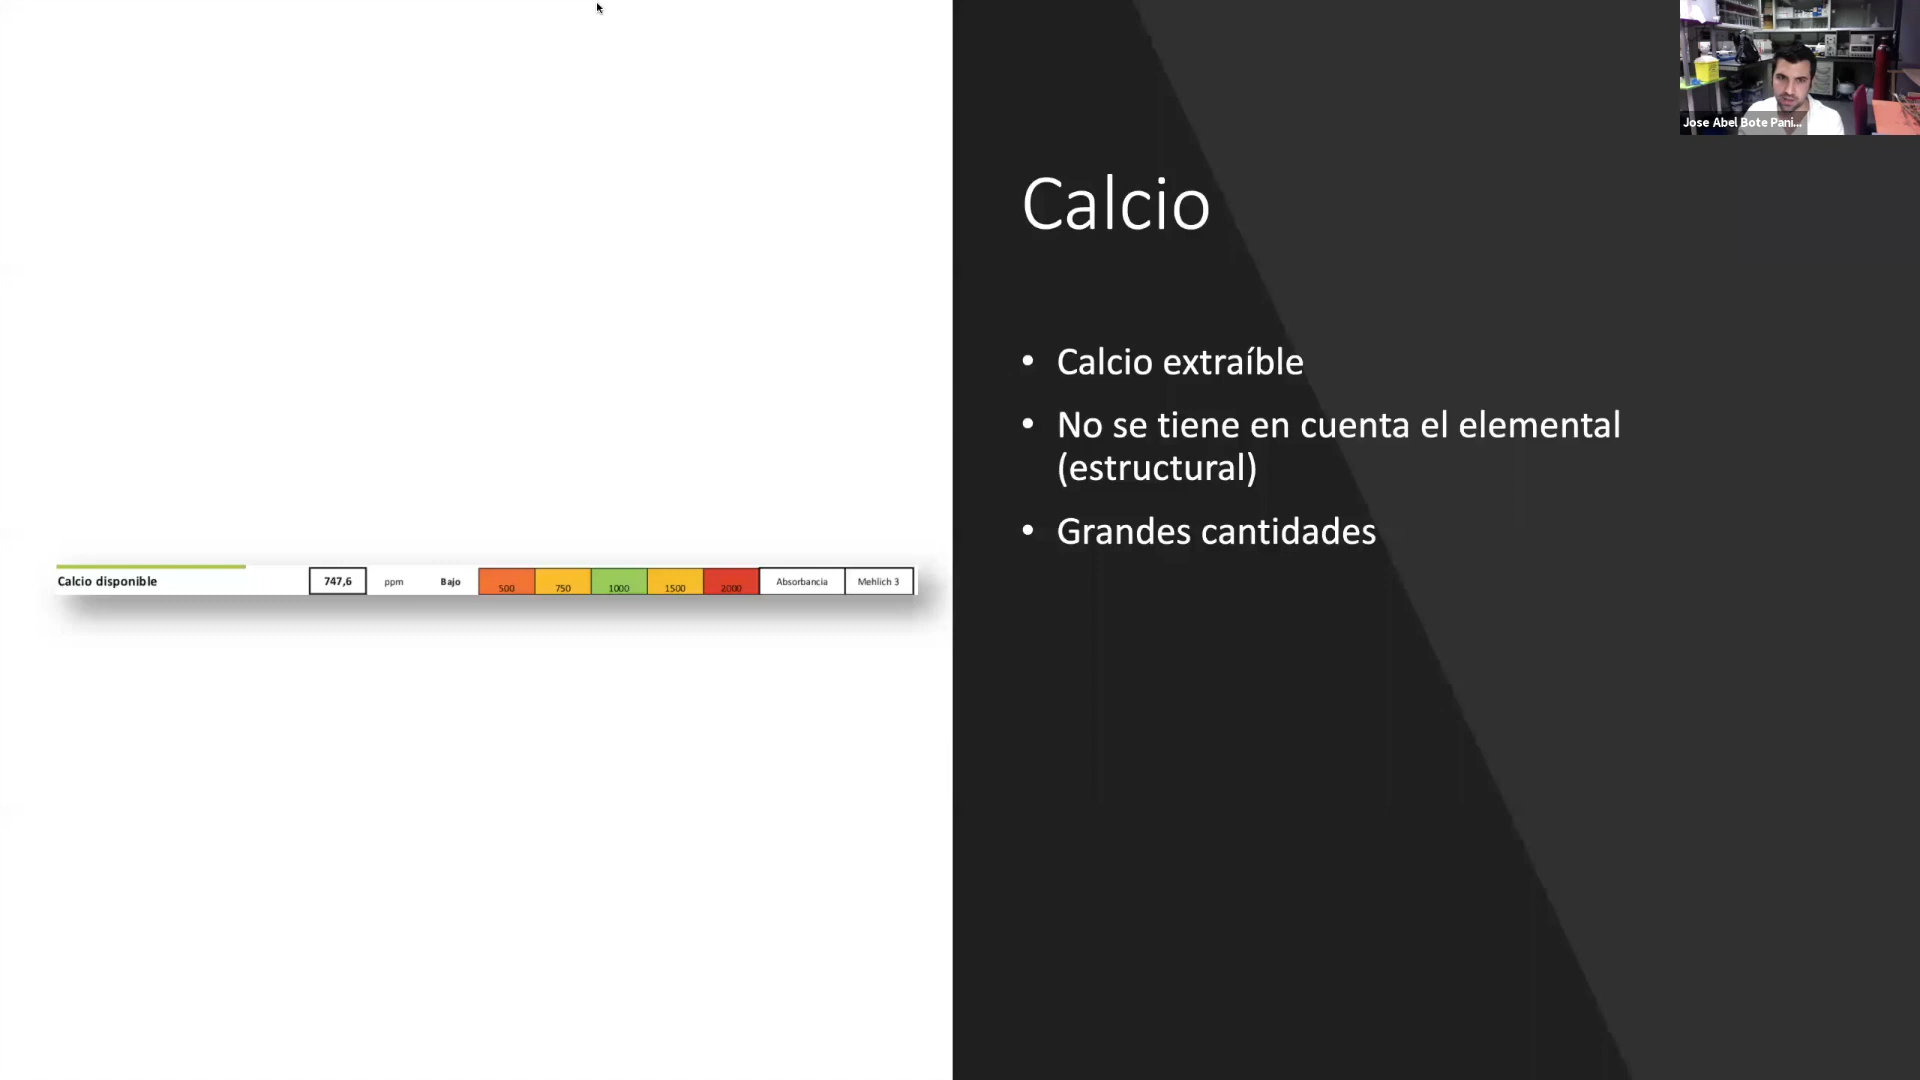 Jose Abel Bote Pani...
Calcio
• Calcio extraíble
• No se tiene en cuenta el elemental
(estructural)
• Grandes cantidades
Calcio disponible 747,6 ppm Bajo 500 750 1000 1500 2000 Absorbancia Mehlich 3